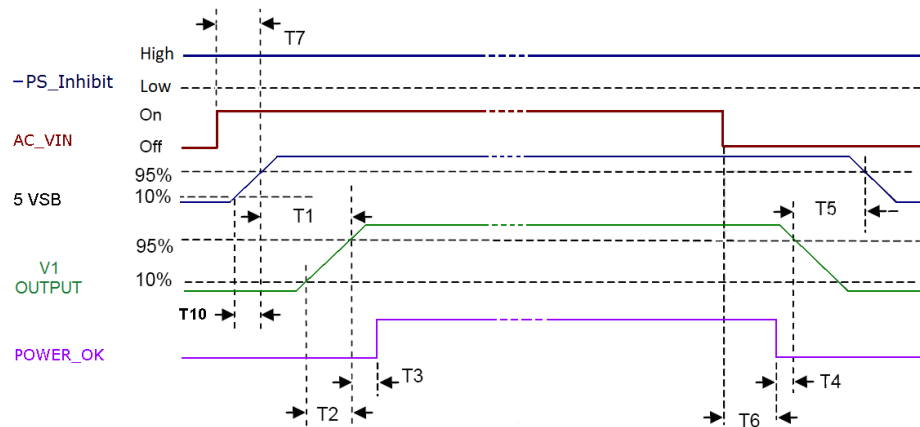 T7
High
−PS_Inhibit
Low
On
AC_VIN
Off
95%
5 VSB
10%
T1
T5
95%
V1
OUTPUT
10%
T10
POWER_OK
T3
T4
T2
T6